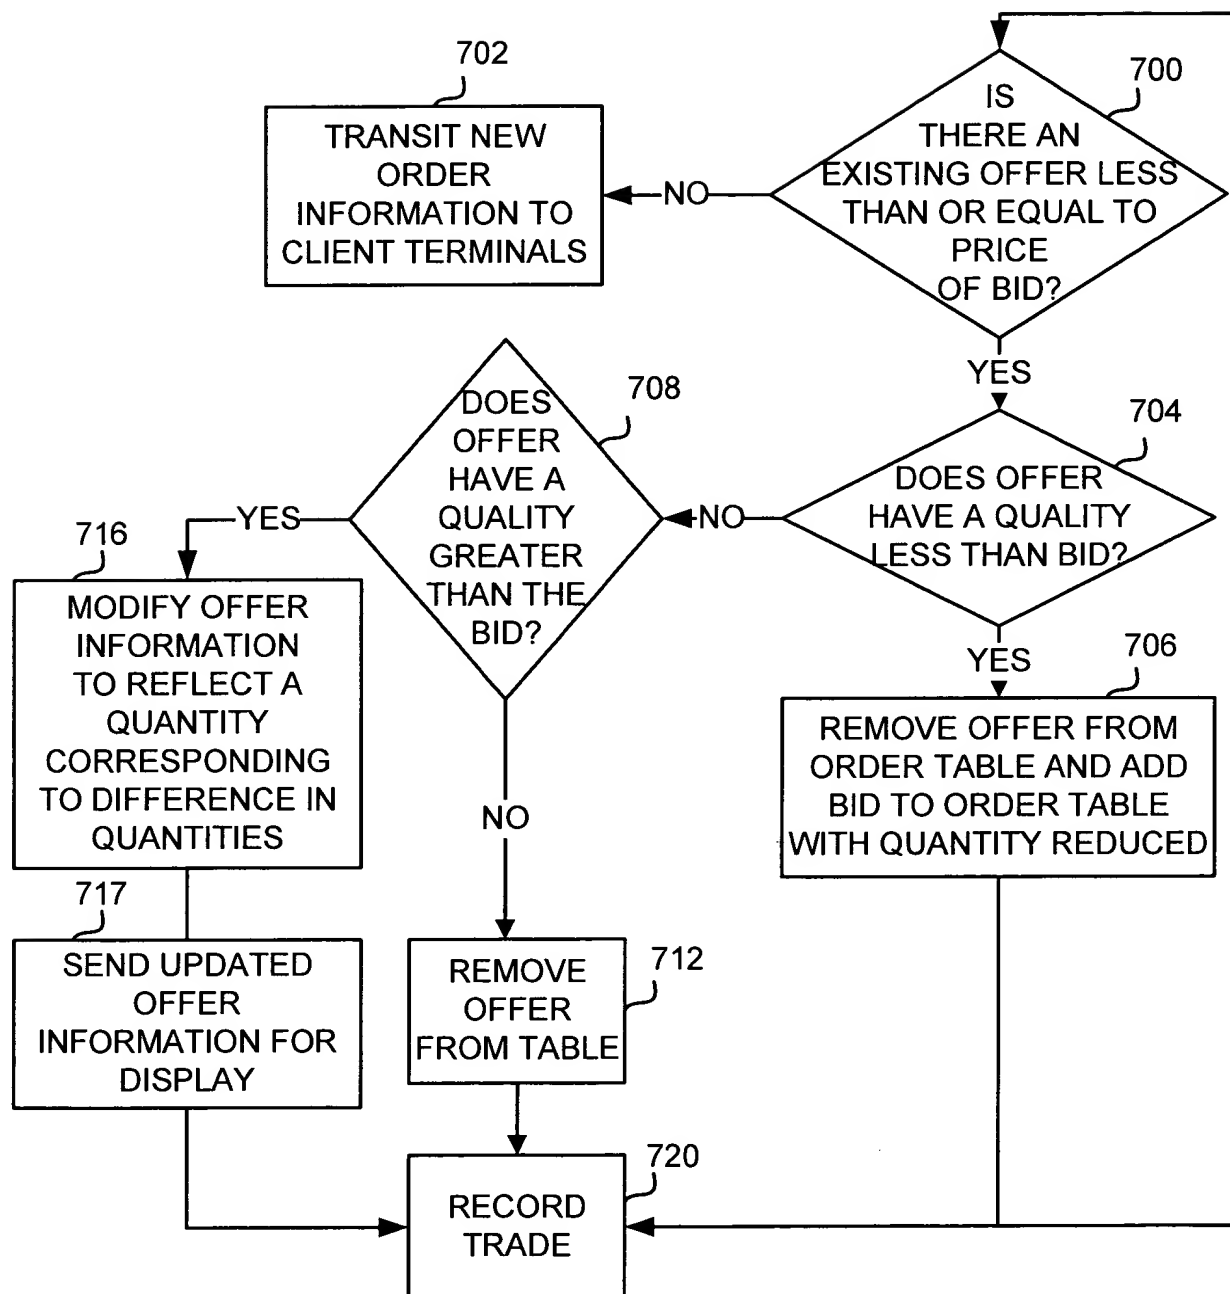 702
TRANSIT NEW
ORDER
INFORMATION TO
CLIENT TERMINALS
NO
700
IS
THERE AN
EXISTING OFFER LESS
THAN OR EQUAL TO
PRICE
OF BID?
YES
704
DOES OFFER
HAVE A QUALITY
LESS THAN BID?
NO
708
DOES
OFFER
HAVE A
QUALITY
GREATER
THAN THE
BID?
YES
716
MODIFY OFFER
INFORMATION
TO REFLECT A
QUANTITY
CORRESPONDING
TO DIFFERENCE IN
QUANTITIES
YES
706
REMOVE OFFER FROM
ORDER TABLE AND ADD
BID TO ORDER TABLE
WITH QUANTITY REDUCED
NO
717
SEND UPDATED
OFFER
INFORMATION FOR
DISPLAY
712
REMOVE
OFFER
FROM TABLE
720
RECORD
TRADE